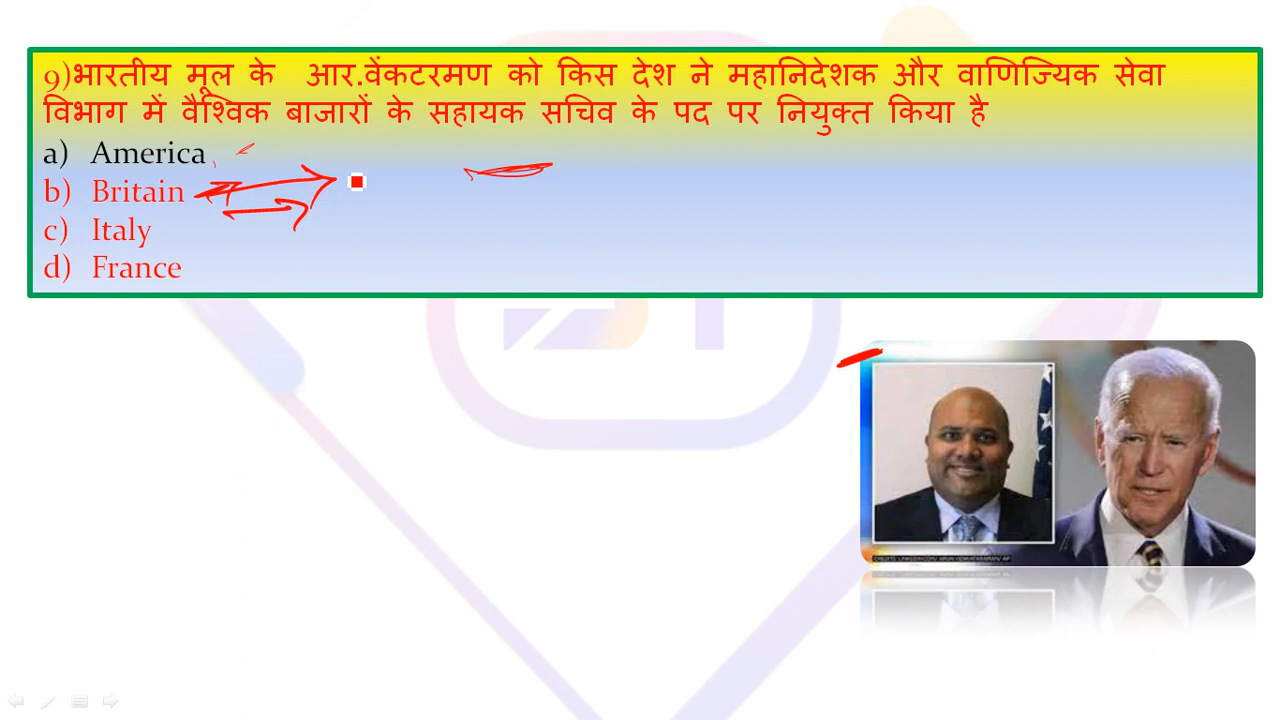 9)भारतीय मूल के आर.वेंकटरमण को किस देश ने महानिदेशक और वाणिज्यिक सेवा
विभाग में वैश्विक बाजारों के सहायक सचिव के पद पर नियुक्त किया है
a) America
b) Britain
c) Italy
d) France